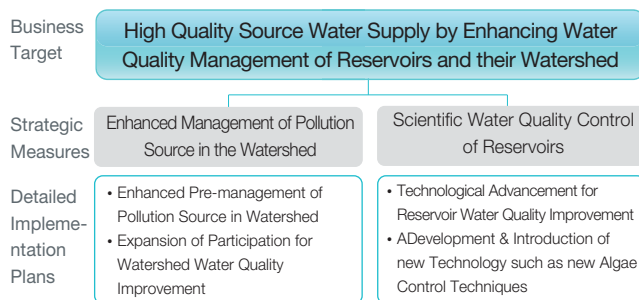 Business
Target
High Quality Source Water Supply by Enhancing Water
Quality Management of Reservoirs and their Watershed
Strategic
Measures
Enhanced Management of Pollution
Source in the Watershed
Scientific Water Quality Control
of Reservoirs
Detailed
Impleme-
ntation
Plans
• Enhanced Pre-management of
Pollution Source in Watershed
• Expansion of Participation for
Watershed Water Quality
Improvement
• Technological Advancement for
Reservoir Water Quality Improvement
• ADevelopment & Introduction of
new Technology such as new Algae
Control Techniques